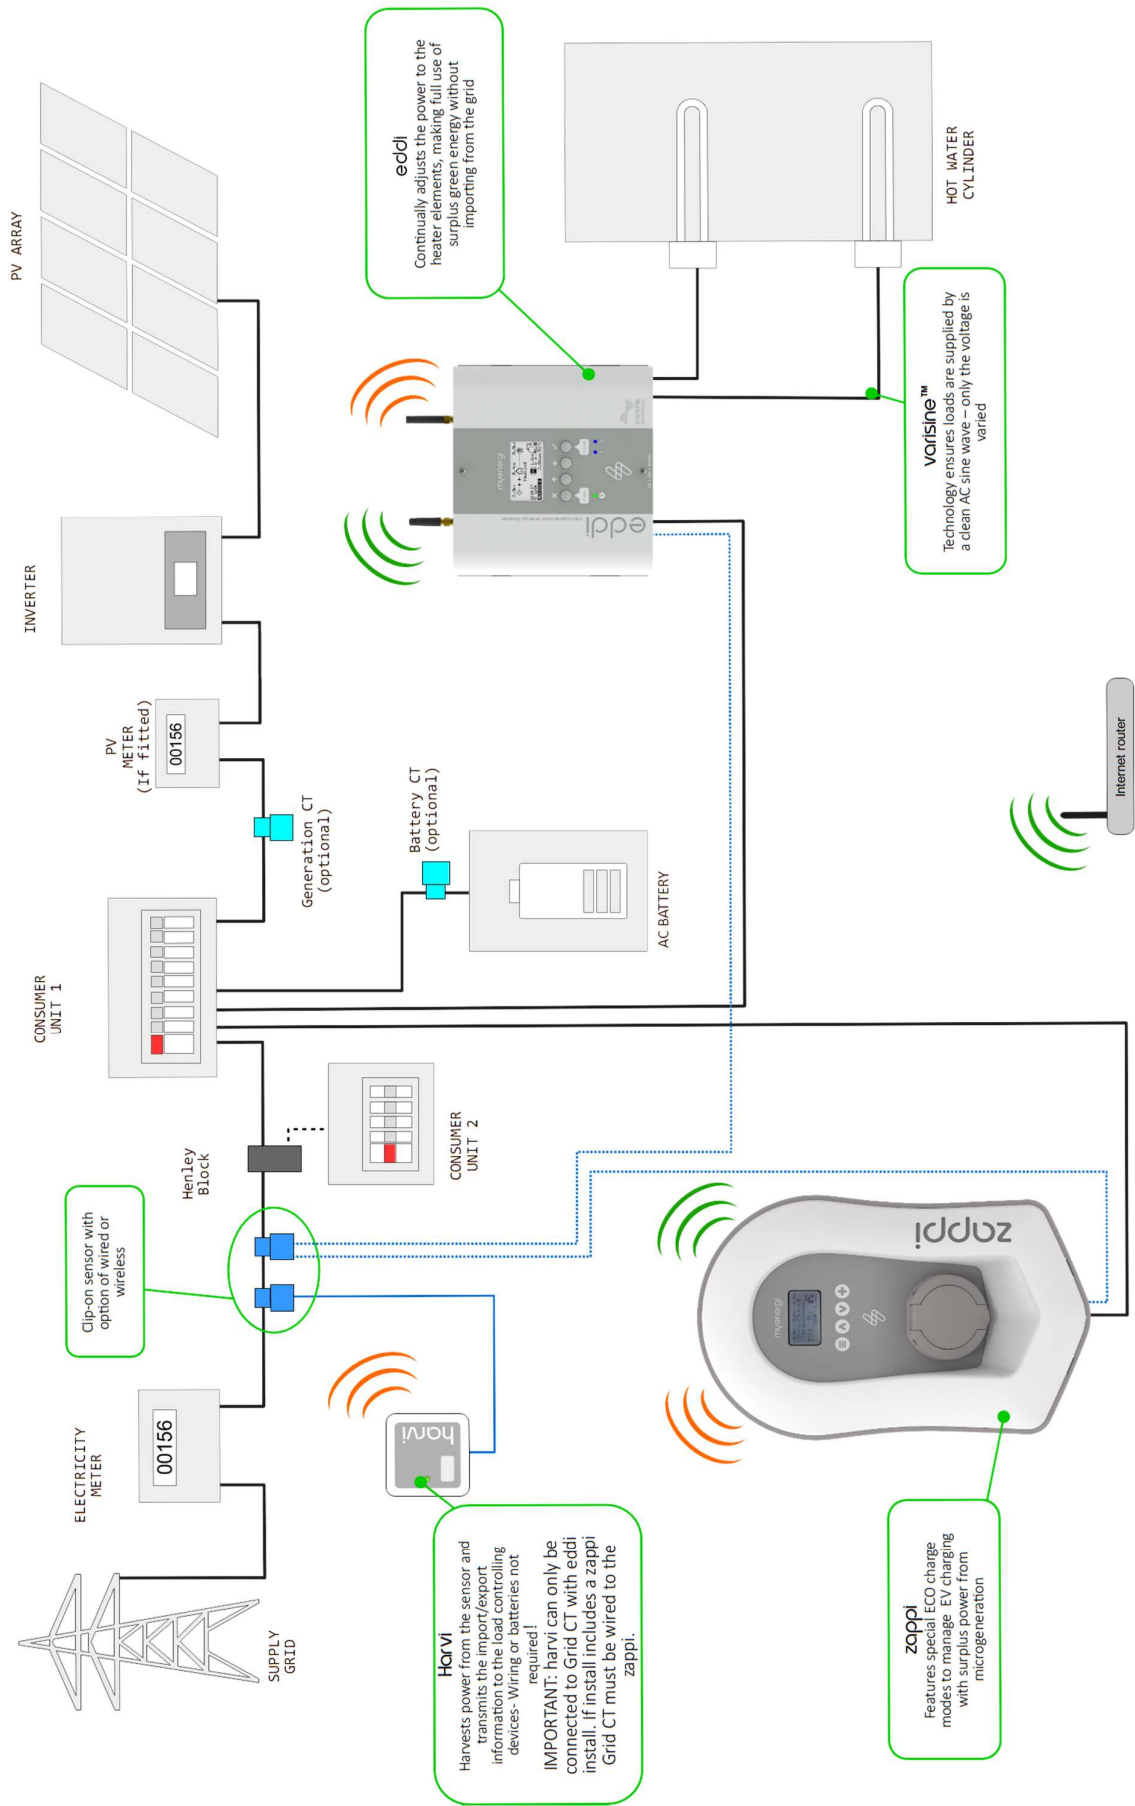 SUPPLY
GRID
ELECTRICITY
METER
00156
Clip-on sensor with
option of wired or
wireless
Henley
Block
CONSUMER
UNIT 1
CONSUMER
UNIT 2
Generation CT
(optional)
PV
METER
(If fitted)
00156
INVERTER
PV ARRAY
Battery CT
(optional)
AC BATTERY
eddi
Continually adjusts the power to the
heater elements, making full use of
surplus green energy without
importing from the grid
myenergi
eddi
microgeneration energy diverter
varisine
HOT WATER
CYLINDER
varisine™
Technology ensures loads are supplied by
a clean AC sine wave – only the voltage is
varied
harvi
Harvi
Harvests power from the sensor and
transmits the import/export
information to the load controlling
devices- Wiring or batteries not
required!
IMPORTANT: harvi can only be
connected to Grid CT with eddi
install. If install includes a zappi
Grid CT must be wired to the
zappi.
myenergi
zappi
zappi
Features special ECO charge
modes to manage EV charging
with surplus power from
microgeneration
Internet router